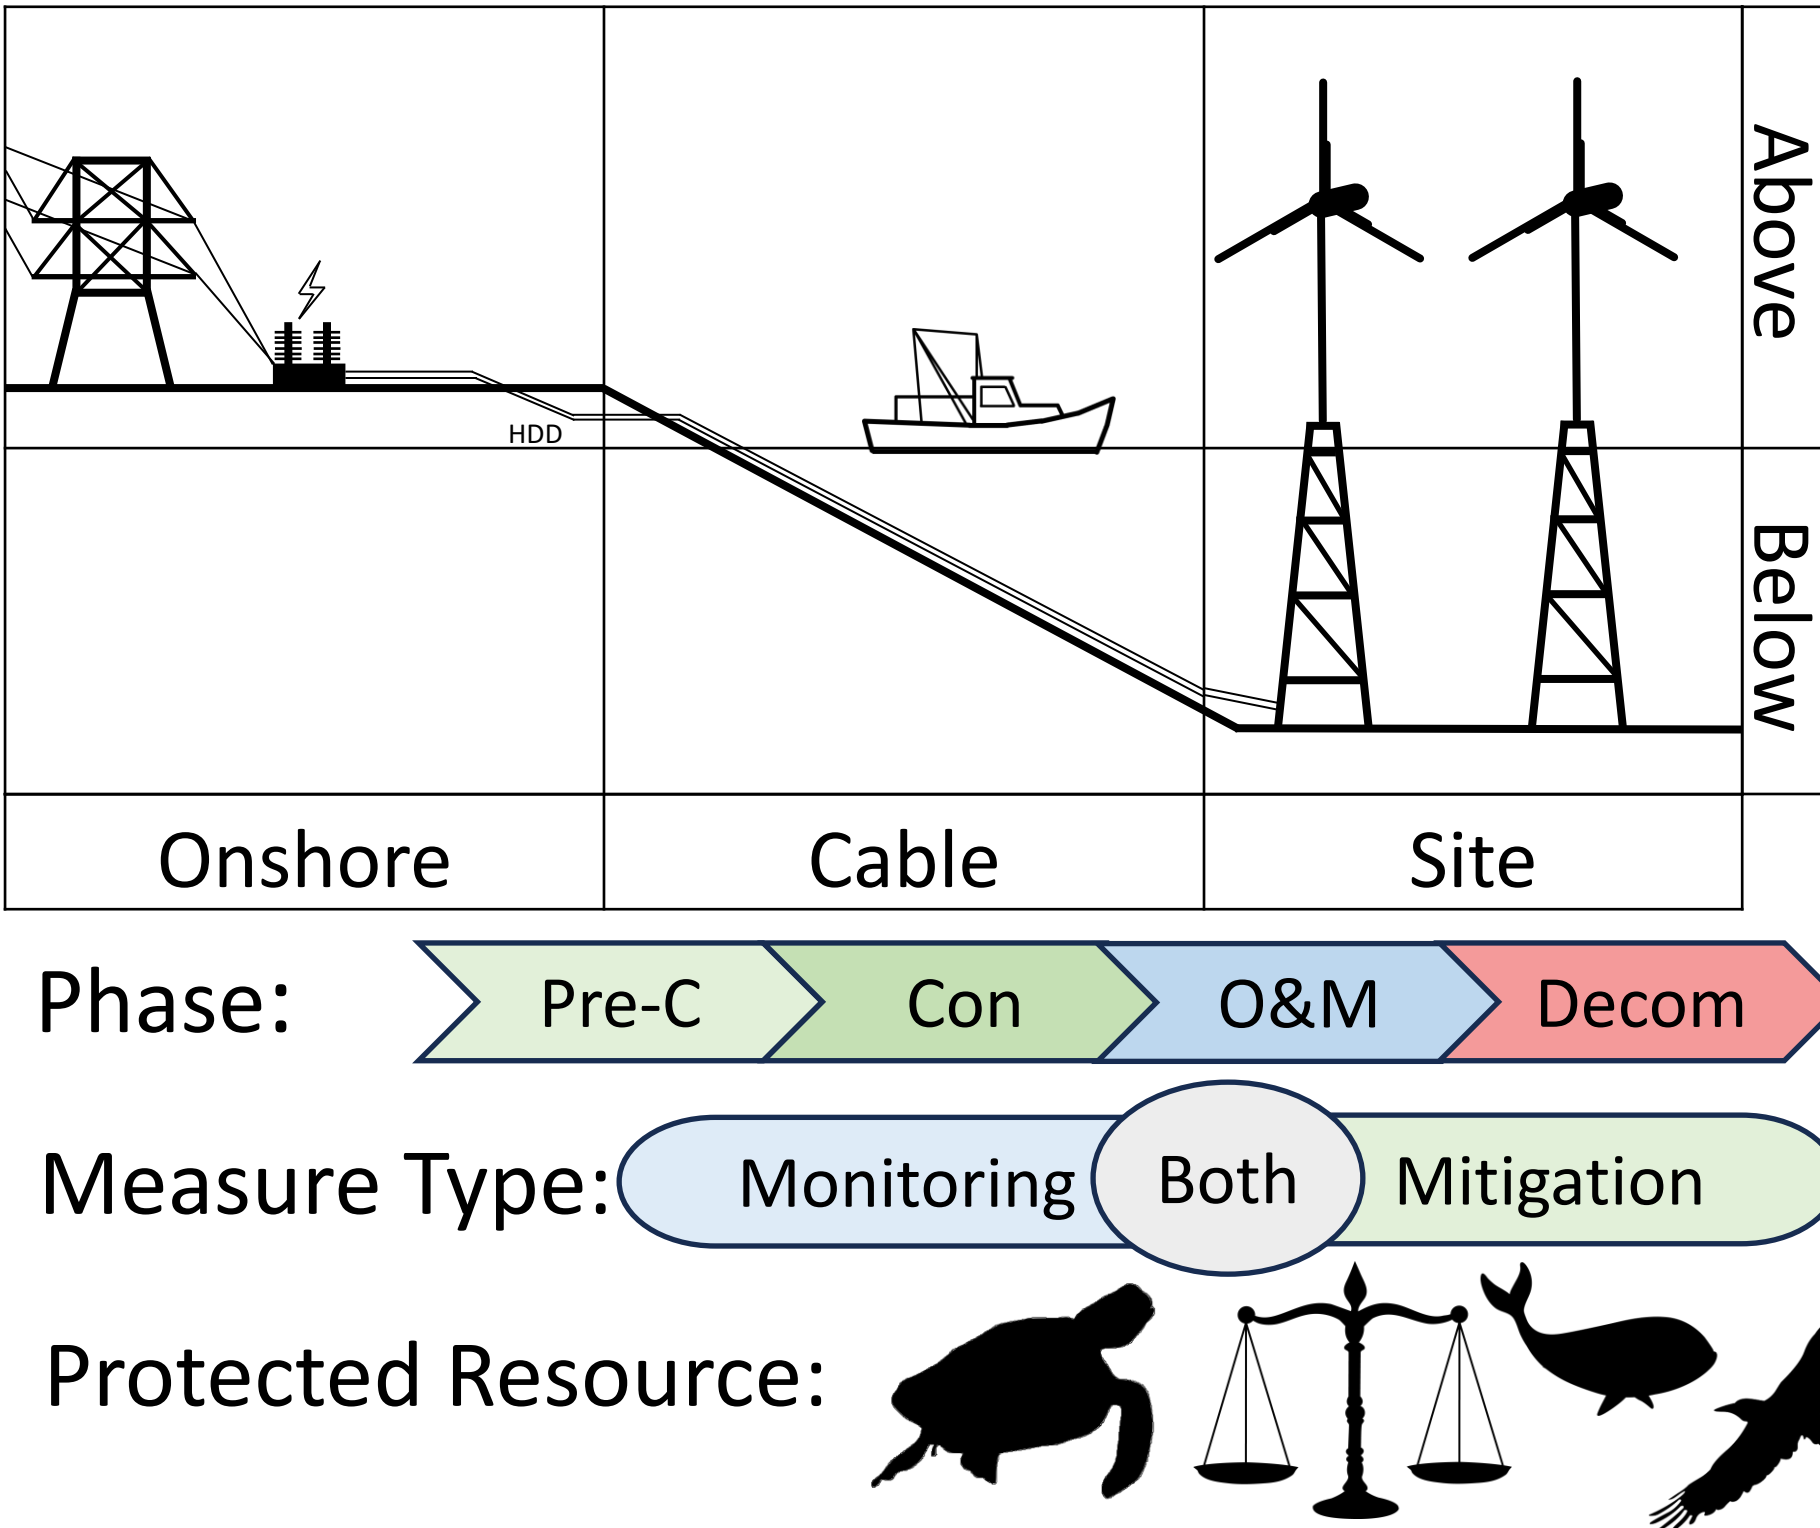 Above
HDD
Below
Onshore Cable Site
Phase: Pre-C Con O&M Decom
Measure Type: Monitoring Both Mitigation
Protected Resource: